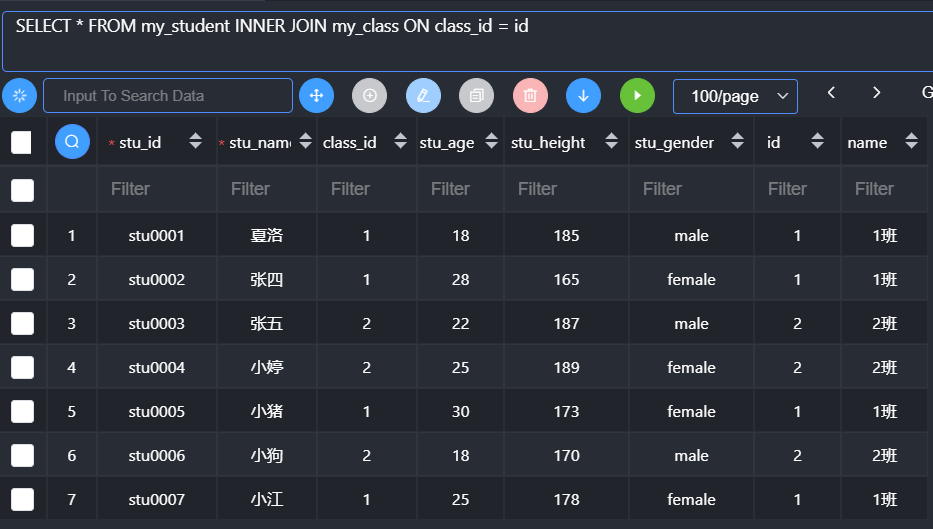 SELECT * FROM my_student INNER JOIN my_class ON class_id = id
Input To Search Data 100/page G
* stu_id * stu_nam class_id stu_age stu_height stu_gender id name
Filter Filter Filter Filter Filter Filter Filter Filter
1 stu0001 夏洛 1 18 185 male 1 1班
2 stu0002 张四 1 28 165 female 1 1班
3 stu0003 张五 2 22 187 male 2 2班
4 stu0004 小婷 2 25 189 female 2 2班
5 stu0005 小猪 1 30 173 female 1 1班
6 stu0006 小狗 2 18 170 male 2 2班
7 stu0007 小江 1 25 178 female 1 1班